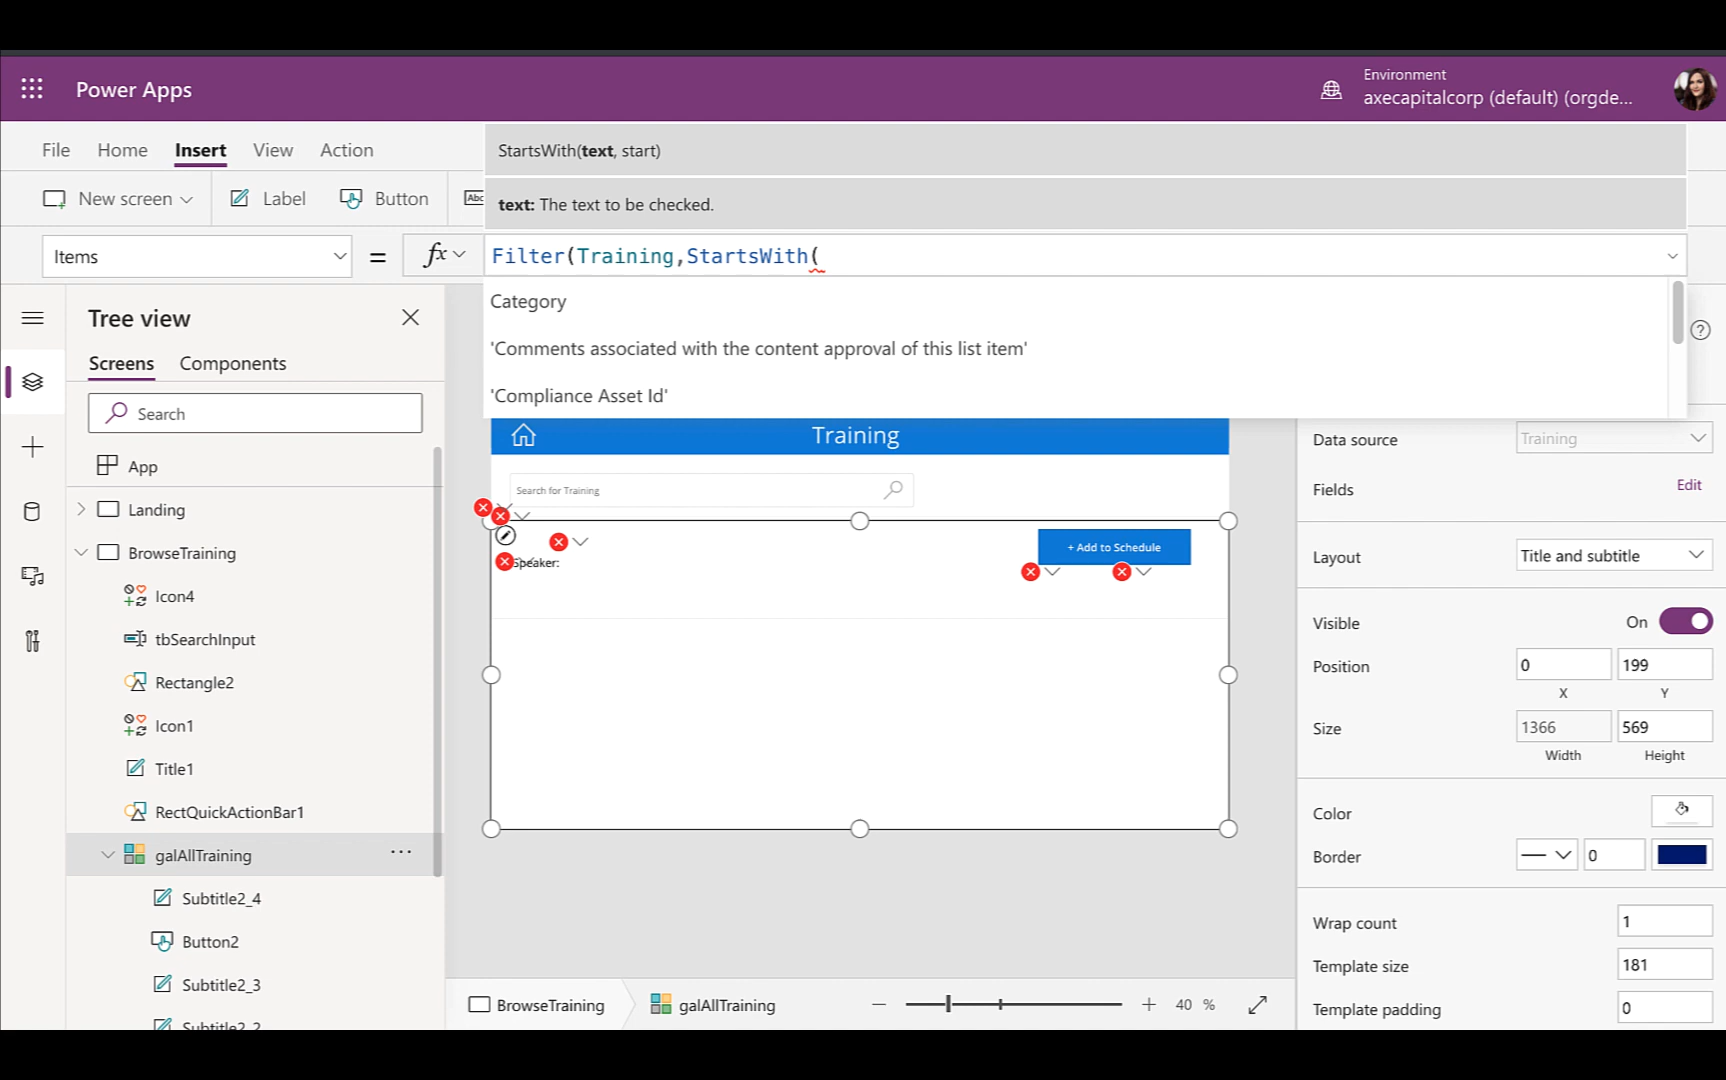 Power Apps
Environment
axecapitalcorp (default) (orgde...
File Home Insert View Action
StartsWith(text, start)
New screen Label Button Abc
text: The text to be checked.
Items = fx Filter(Training,StartsWith(
Category
'Comments associated with the content approval of this list item'
'Compliance Asset Id'
Tree view
Screens Components
Search
App
Landing
BrowseTraining
Icon4
tbSearchInput
Rectangle2
Icon1
Title1
RectQuickActionBar1
galAllTraining
Subtitle2_4
Button2
Subtitle2_3
Subtitle2_2
Training
Search for Training
+ Add to Schedule
Speaker:
BrowseTraining galAllTraining 40 %
Data source Training
Fields Edit
Layout Title and subtitle
Visible On
Position 0 199
X Y
Size 1366 569
Width Height
Color
Border 0
Wrap count 1
Template size 181
Template padding 0